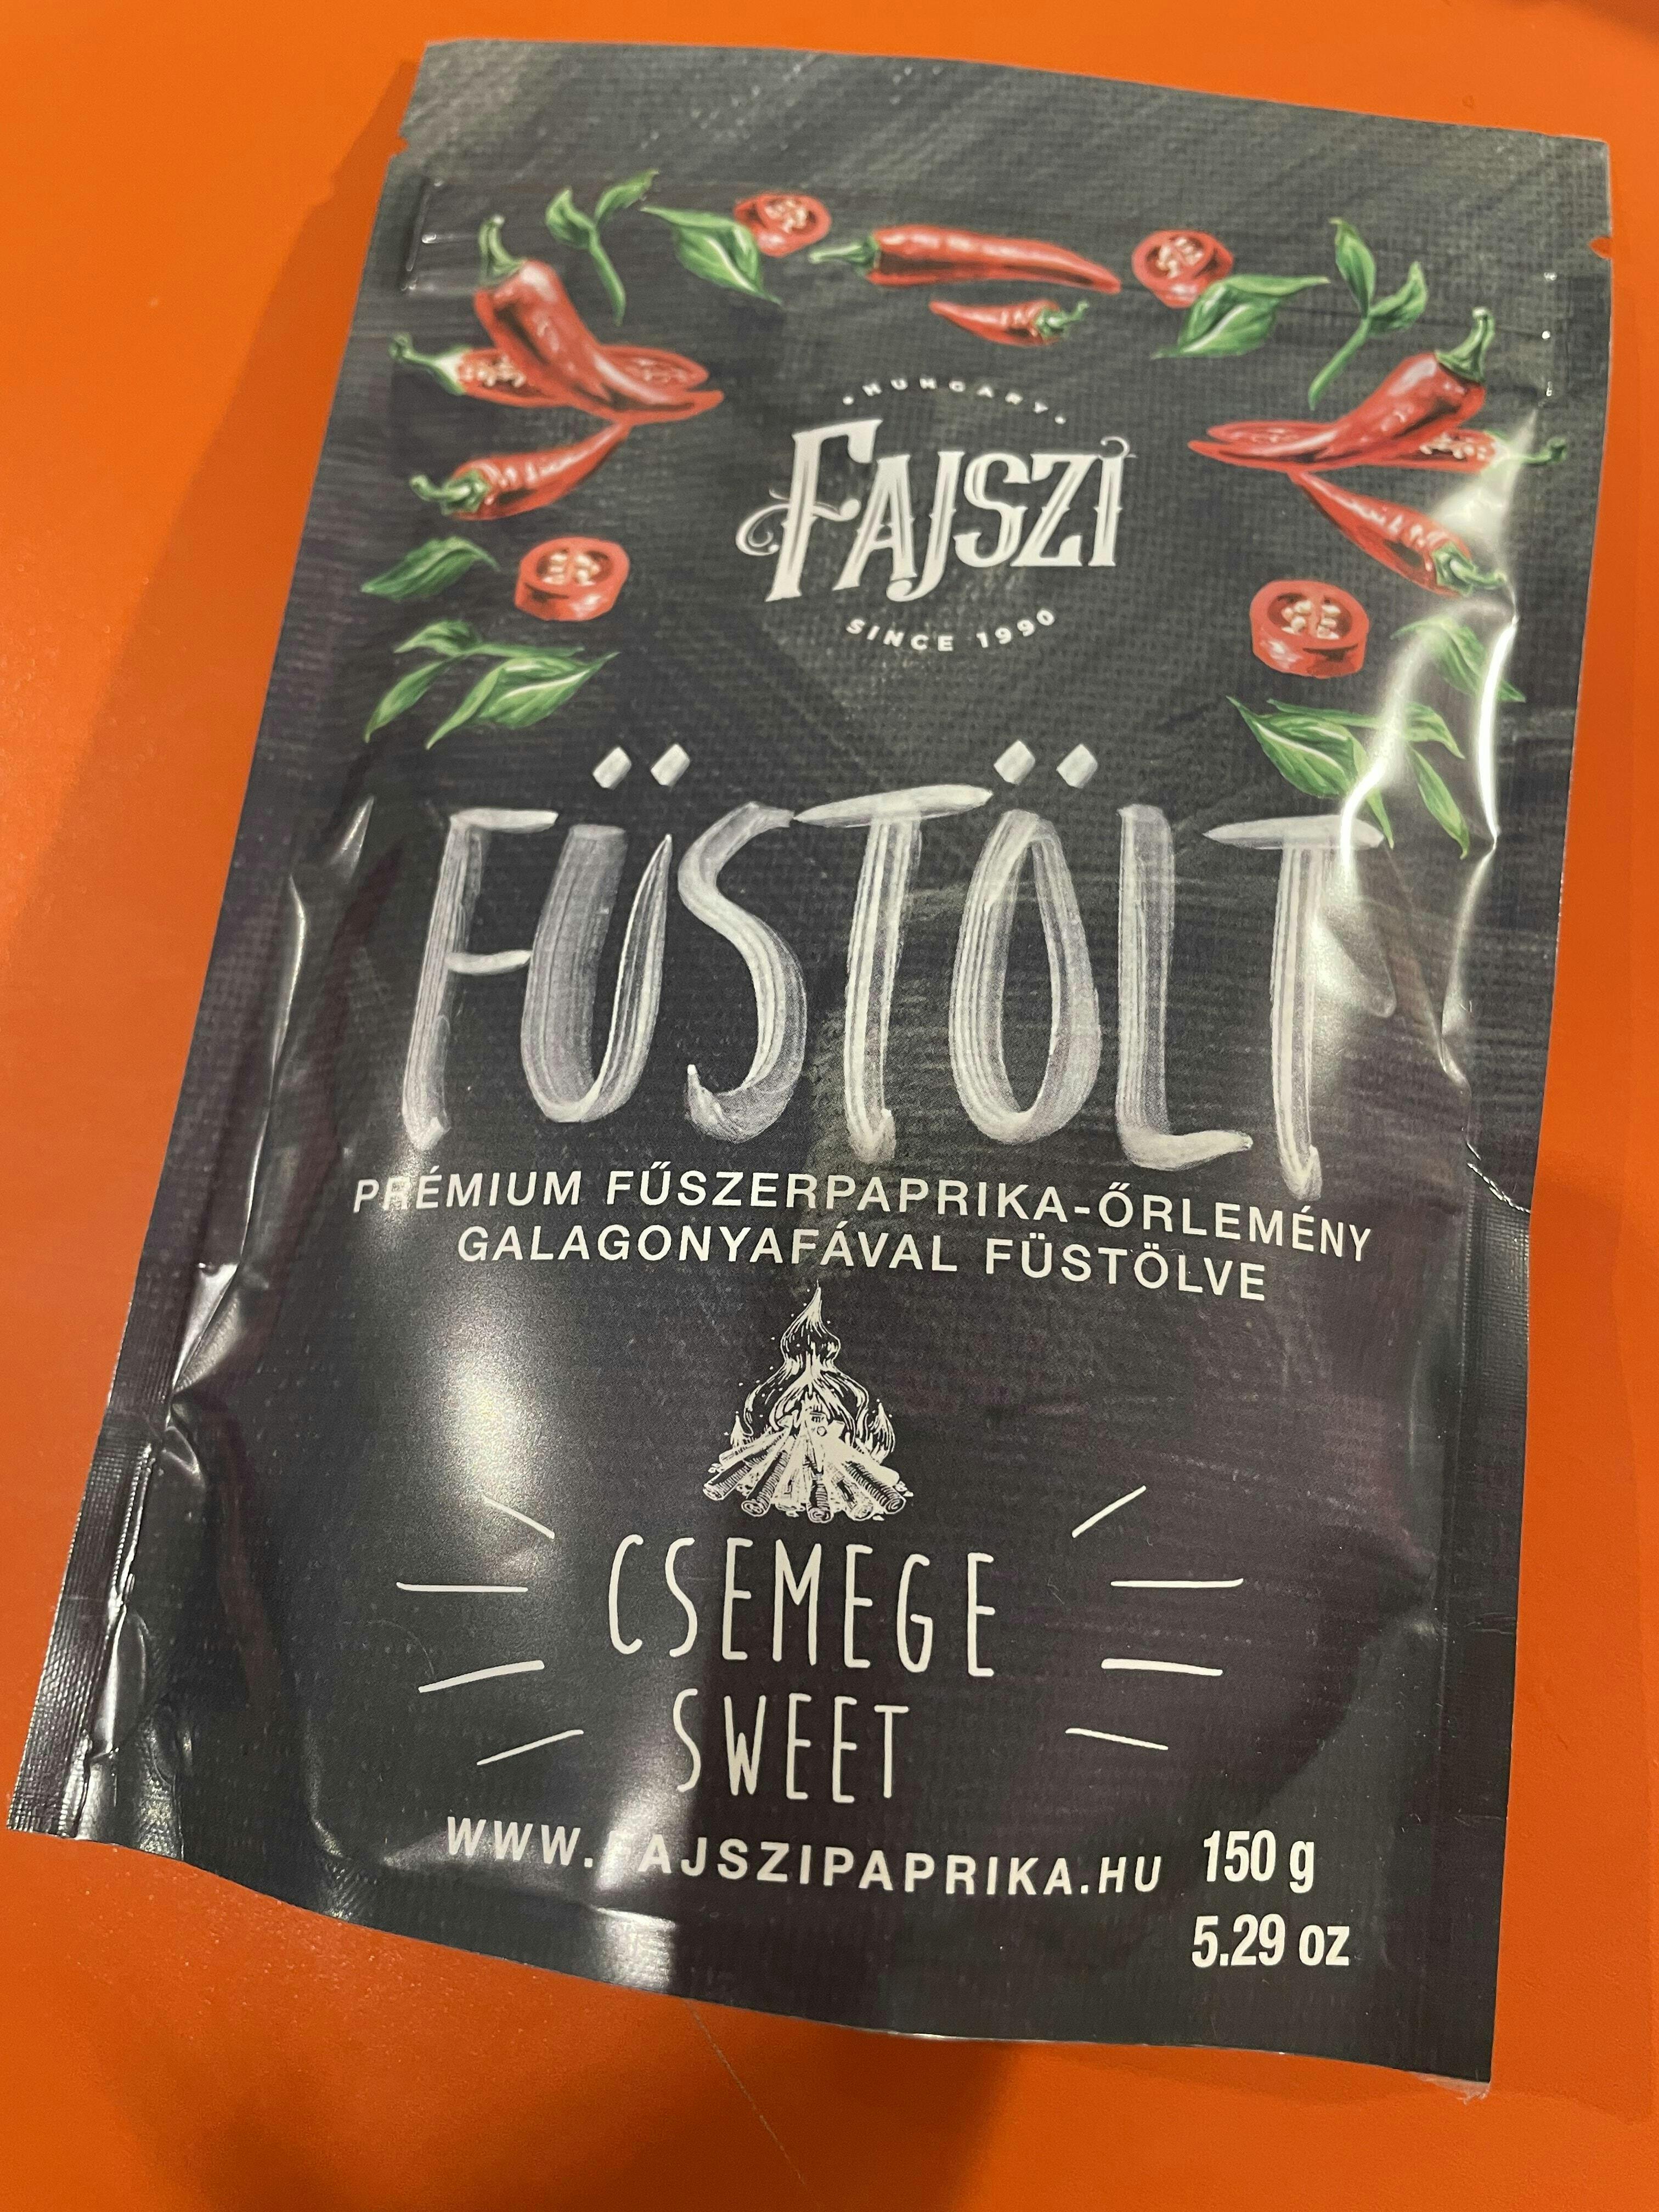 •HUNGARY•
FAJSZI
SINCE 1990
FÜSTÖLT
PRÉMIUM FŰSZERPAPRIKA-ŐRLEMÉNY
GALAGONYAFÁVAL FÜSTÖLVE
CSEMEGE
SWEET
WWW.FAJSZIPAPRIKA.HU
150 g
5.29 oz